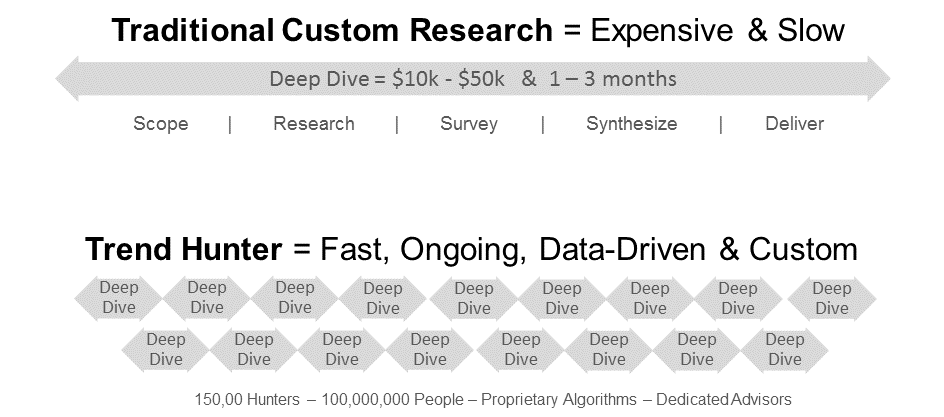 Traditional Custom Research = Expensive & Slow
Deep Dive = $10k - $50k & 1 – 3 months
Scope | Research | Survey | Synthesize | Deliver
Trend Hunter = Fast, Ongoing, Data-Driven & Custom
Deep Deep Deep Deep Deep Deep Deep Deep Deep
Dive Dive Dive Dive Dive Dive Dive Dive Dive
Deep Deep Deep Deep Deep Deep Deep Deep
Dive Dive Dive Dive Dive Dive Dive Dive
150,00 Hunters – 100,000,000 People – Proprietary Algorithms – Dedicated Advisors